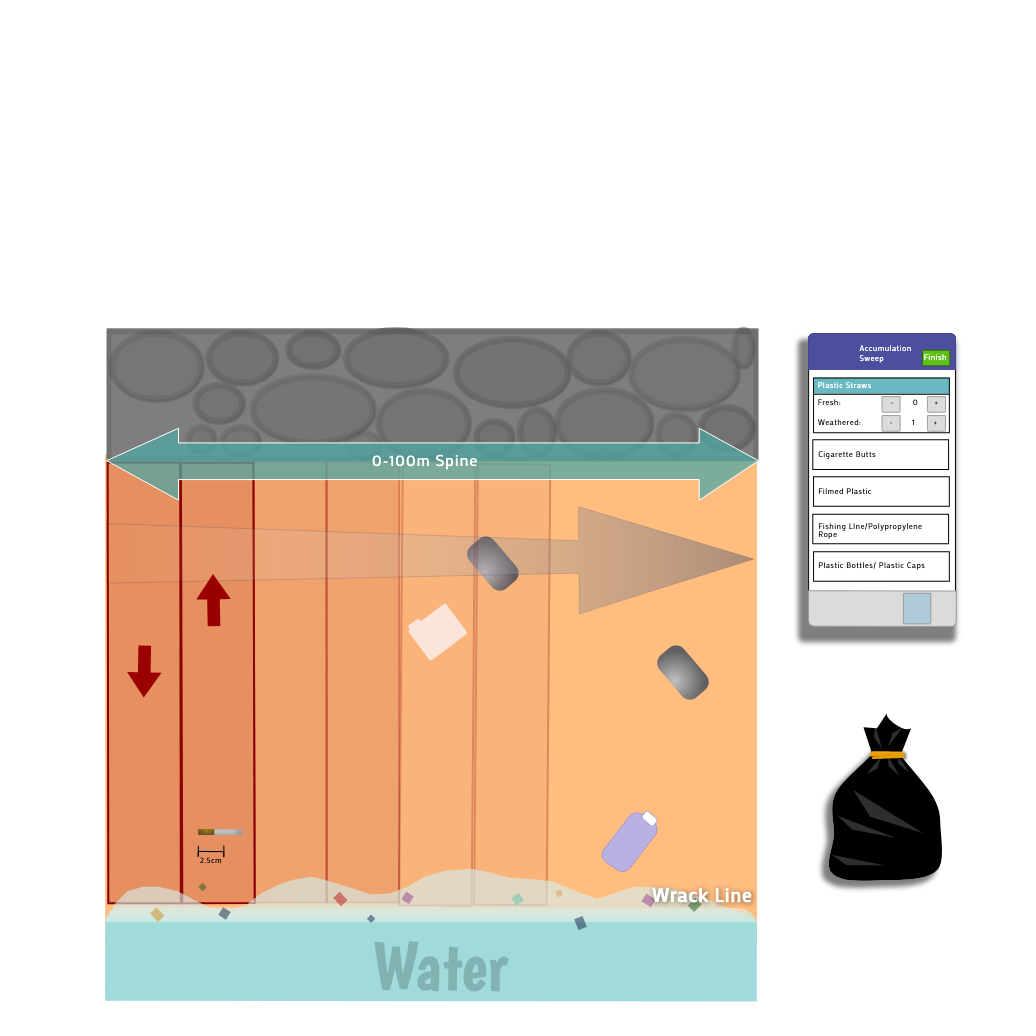 0-100m Spine
2.5cm
Wrack Line
Water
Accumulation
Sweep
Finish
Plastic Straws
Fresh: - 0 +
Weathered: - 1 +
Cigarette Butts
Filmed Plastic
Fishing LIne/Polypropylene
Rope
Plastic Bottles/ Plastic Caps